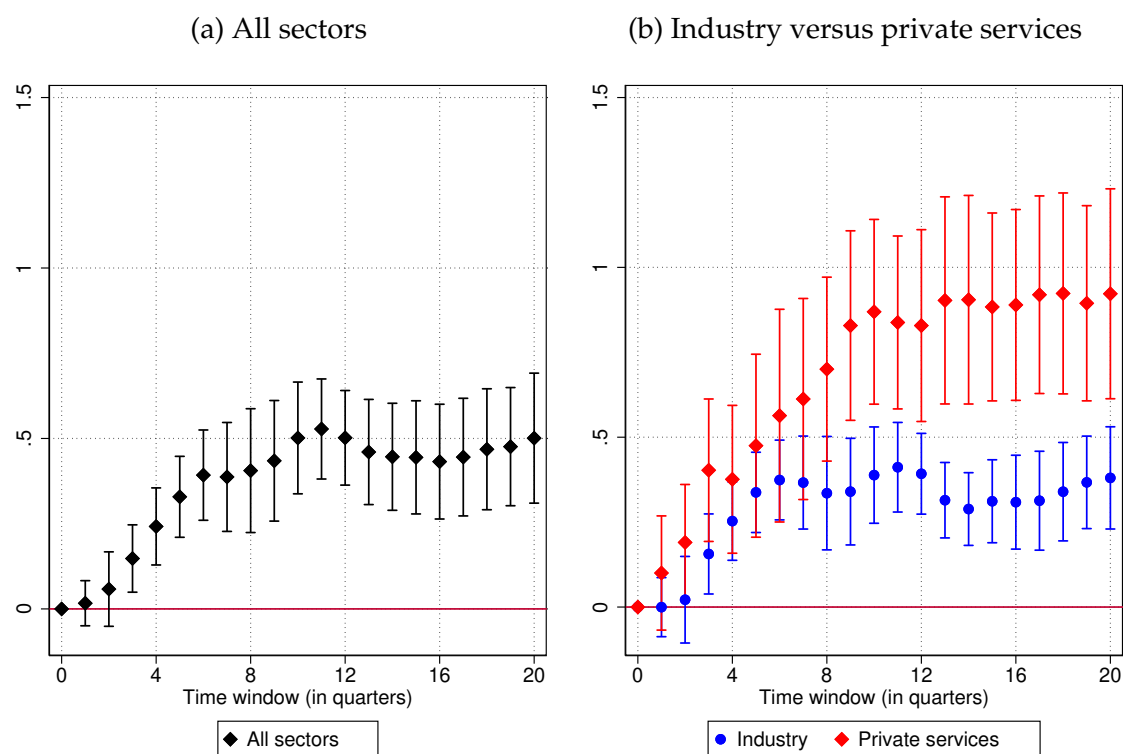 (a) All sectors
(b) Industry versus private services
1.5
1
.5
0
0 4 8 12 16 20
Time window (in quarters)
All sectors
1.5
1
.5
0
0 4 8 12 16 20
Time window (in quarters)
Industry Private services